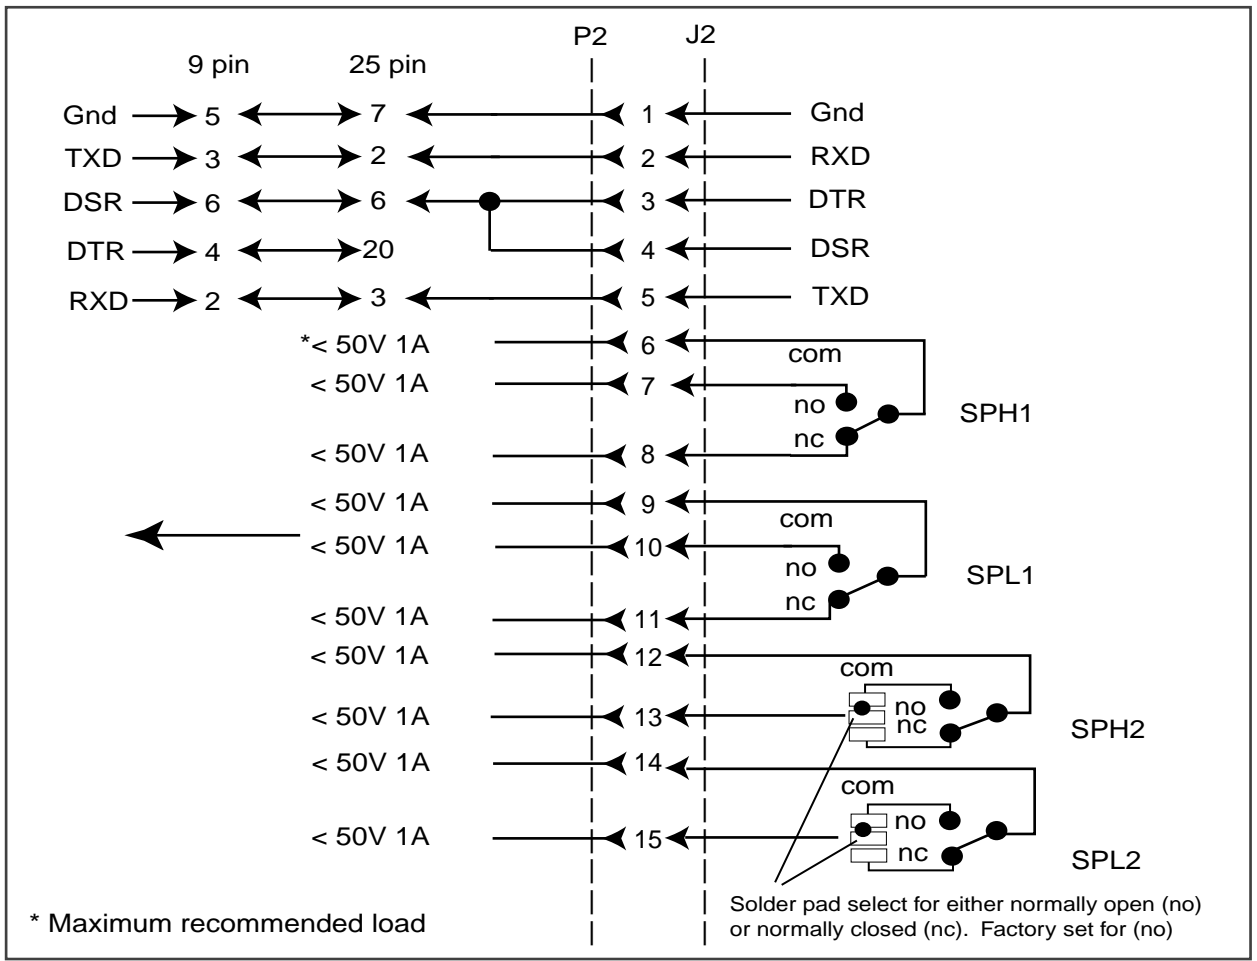 P2 J2
9 pin 25 pin
Gnd 5 7 1 Gnd
TXD 3 2 2 RXD
DSR 6 6 3 DTR
DTR 4 20 4 DSR
RXD 2 3 5 TXD
*< 50V 1A 6
com
< 50V 1A 7
no
SPH1
nc
< 50V 1A 8
< 50V 1A 9
com
< 50V 1A 10
no
SPL1
nc
< 50V 1A 11
< 50V 1A 12
com
no
< 50V 1A 13
nc
SPH2
< 50V 1A 14
com
no
< 50V 1A 15
nc
SPL2
Solder pad select for either normally open (no)
or normally closed (nc). Factory set for (no)
* Maximum recommended load